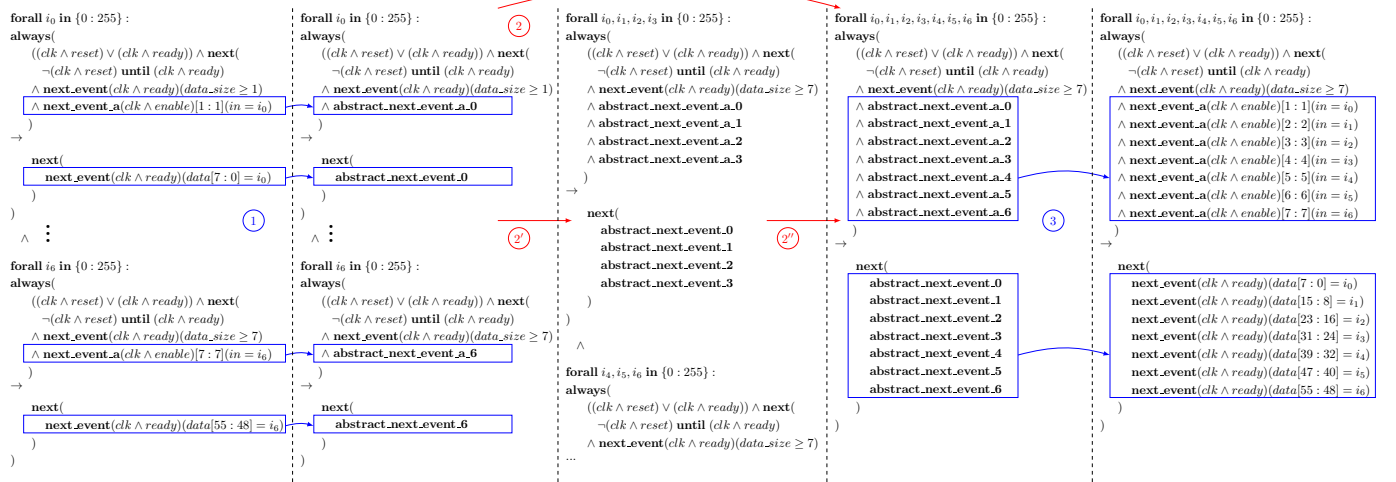 forall i₀ in {0 : 255} :
always(
((clk ∧ reset) ∨ (clk ∧ ready)) ∧ next(
¬(clk ∧ reset) until (clk ∧ ready)
∧ next_event(clk ∧ ready)(data_size ≥ 1)
∧ next_event_a(clk ∧ enable)[1 : 1](in = i₀)
)
→
next(
next_event(clk ∧ ready)(data[7 : 0] = i₀)
)
)
∧ ⋮
forall i₆ in {0 : 255} :
always(
((clk ∧ reset) ∨ (clk ∧ ready)) ∧ next(
¬(clk ∧ reset) until (clk ∧ ready)
∧ next_event(clk ∧ ready)(data_size ≥ 7)
∧ next_event_a(clk ∧ enable)[7 : 7](in = i₆)
)
→
next(
next_event(clk ∧ ready)(data[55 : 48] = i₆)
)
)
1
forall i₀ in {0 : 255} :
always(
((clk ∧ reset) ∨ (clk ∧ ready)) ∧ next(
¬(clk ∧ reset) until (clk ∧ ready)
∧ next_event(clk ∧ ready)(data_size ≥ 1)
∧ abstract_next_event_a_0
)
→
next(
abstract_next_event_0
)
)
∧ ⋮
forall i₆ in {0 : 255} :
always(
((clk ∧ reset) ∨ (clk ∧ ready)) ∧ next(
¬(clk ∧ reset) until (clk ∧ ready)
∧ next_event(clk ∧ ready)(data_size ≥ 7)
∧ abstract_next_event_a_6
)
→
next(
abstract_next_event_6
)
)
2
2′
forall i₀, i₁, i₂, i₃ in {0 : 255} :
always(
((clk ∧ reset) ∨ (clk ∧ ready)) ∧ next(
¬(clk ∧ reset) until (clk ∧ ready)
∧ next_event(clk ∧ ready)(data_size ≥ 7)
∧ abstract_next_event_a_0
∧ abstract_next_event_a_1
∧ abstract_next_event_a_2
∧ abstract_next_event_a_3
)
→
next(
abstract_next_event_0
abstract_next_event_1
abstract_next_event_2
abstract_next_event_3
)
)
∧
forall i₄, i₅, i₆ in {0 : 255} :
always(
((clk ∧ reset) ∨ (clk ∧ ready)) ∧ next(
¬(clk ∧ reset) until (clk ∧ ready)
∧ next_event(clk ∧ ready)(data_size ≥ 7)
...
2″
forall i₀, i₁, i₂, i₃, i₄, i₅, i₆ in {0 : 255} :
always(
((clk ∧ reset) ∨ (clk ∧ ready)) ∧ next(
¬(clk ∧ reset) until (clk ∧ ready)
∧ next_event(clk ∧ ready)(data_size ≥ 7)
∧ abstract_next_event_a_0
∧ abstract_next_event_a_1
∧ abstract_next_event_a_2
∧ abstract_next_event_a_3
∧ abstract_next_event_a_4
∧ abstract_next_event_a_5
∧ abstract_next_event_a_6
)
→
next(
abstract_next_event_0
abstract_next_event_1
abstract_next_event_2
abstract_next_event_3
abstract_next_event_4
abstract_next_event_5
abstract_next_event_6
)
3
forall i₀, i₁, i₂, i₃, i₄, i₅, i₆ in {0 : 255} :
always(
((clk ∧ reset) ∨ (clk ∧ ready)) ∧ next(
¬(clk ∧ reset) until (clk ∧ ready)
∧ next_event(clk ∧ ready)(data_size ≥ 7)
∧ next_event_a(clk ∧ enable)[1 : 1](in = i₀)
∧ next_event_a(clk ∧ enable)[2 : 2](in = i₁)
∧ next_event_a(clk ∧ enable)[3 : 3](in = i₂)
∧ next_event_a(clk ∧ enable)[4 : 4](in = i₃)
∧ next_event_a(clk ∧ enable)[5 : 5](in = i₄)
∧ next_event_a(clk ∧ enable)[6 : 6](in = i₅)
∧ next_event_a(clk ∧ enable)[7 : 7](in = i₆)
)
→
next(
next_event(clk ∧ ready)(data[7 : 0] = i₀)
next_event(clk ∧ ready)(data[15 : 8] = i₁)
next_event(clk ∧ ready)(data[23 : 16] = i₂)
next_event(clk ∧ ready)(data[31 : 24] = i₃)
next_event(clk ∧ ready)(data[39 : 32] = i₄)
next_event(clk ∧ ready)(data[47 : 40] = i₅)
next_event(clk ∧ ready)(data[55 : 48] = i₆)
)